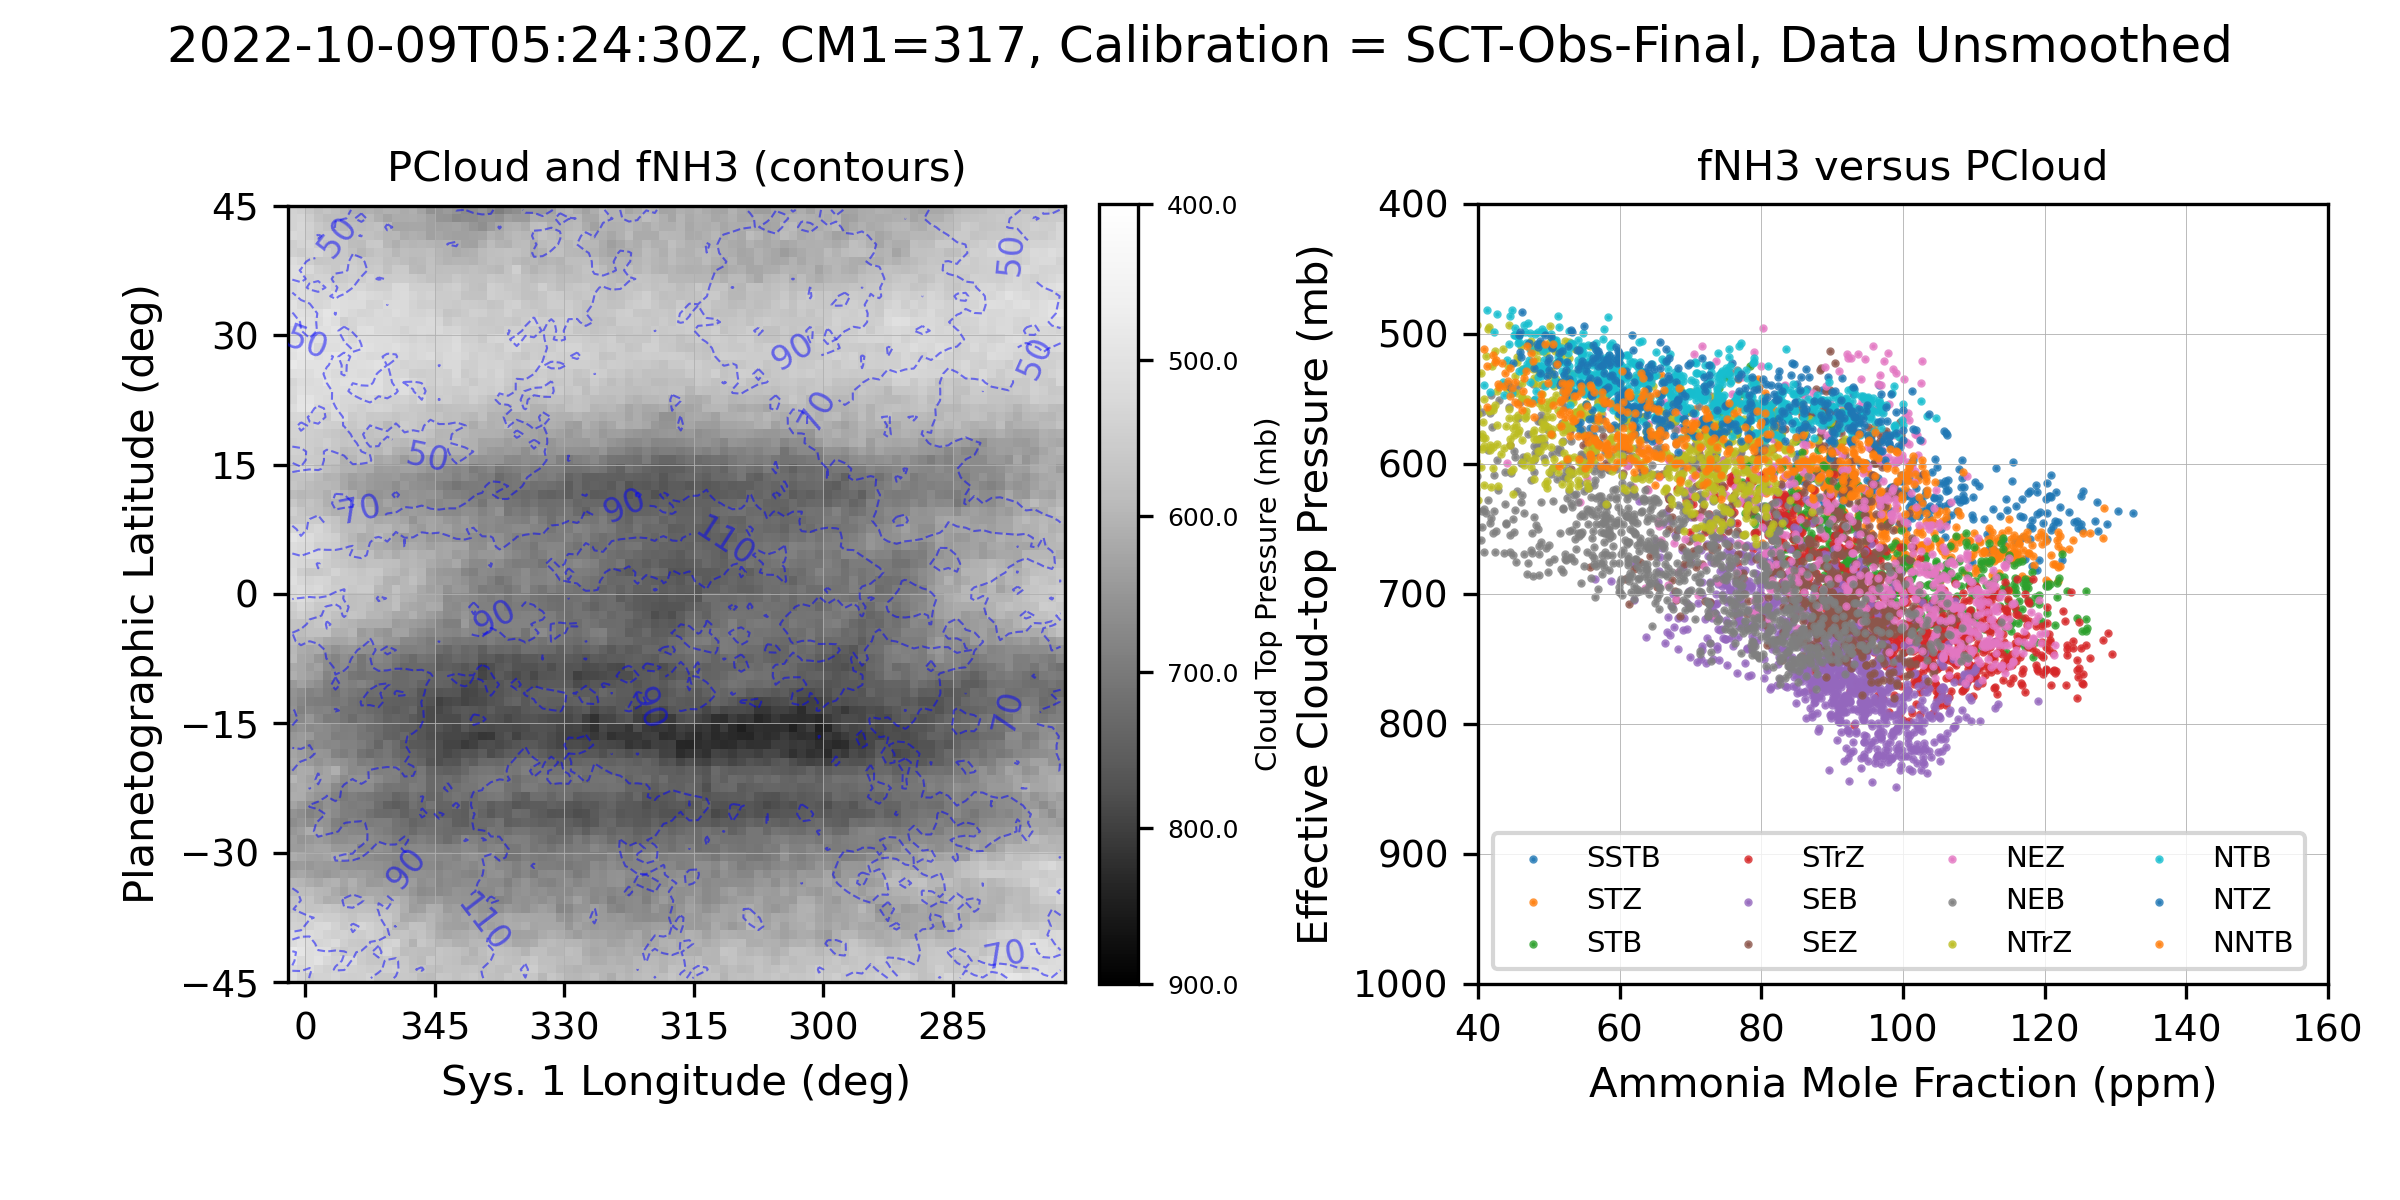 2022-10-09T05:24:30Z, CM1=317, Calibration = SCT-Obs-Final, Data Unsmoothed
PCloud and fNH3 (contours)
Planetographic Latitude (deg)
45
30
15
0
−15
−30
−45
0 345 330 315 300 285
Sys. 1 Longitude (deg)
50
50
50
90
50
70
50
70
90
110
90
90
70
90
110
70
400.0
500.0
600.0
700.0
800.0
900.0
Cloud Top Pressure (mb)
fNH3 versus PCloud
Effective Cloud-top Pressure (mb)
400
500
600
700
800
900
1000
SSTB STrZ NEZ NTB
STZ SEB NEB NTZ
STB SEZ NTrZ NNTB
40 60 80 100 120 140 160
Ammonia Mole Fraction (ppm)